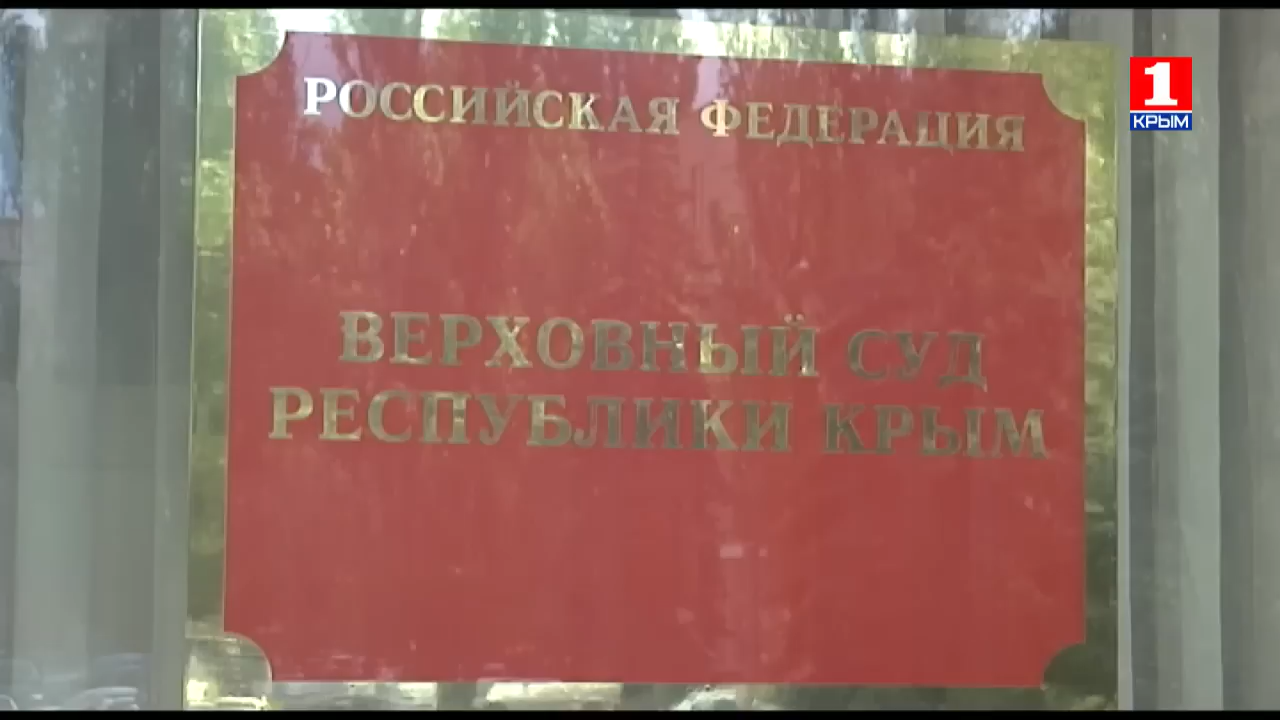 РОССИЙСКАЯ ФЕДЕРАЦИЯ
ВЕРХОВНЫЙ СУД
РЕСПУБЛИКИ КРЫМ
1
КРЫМ